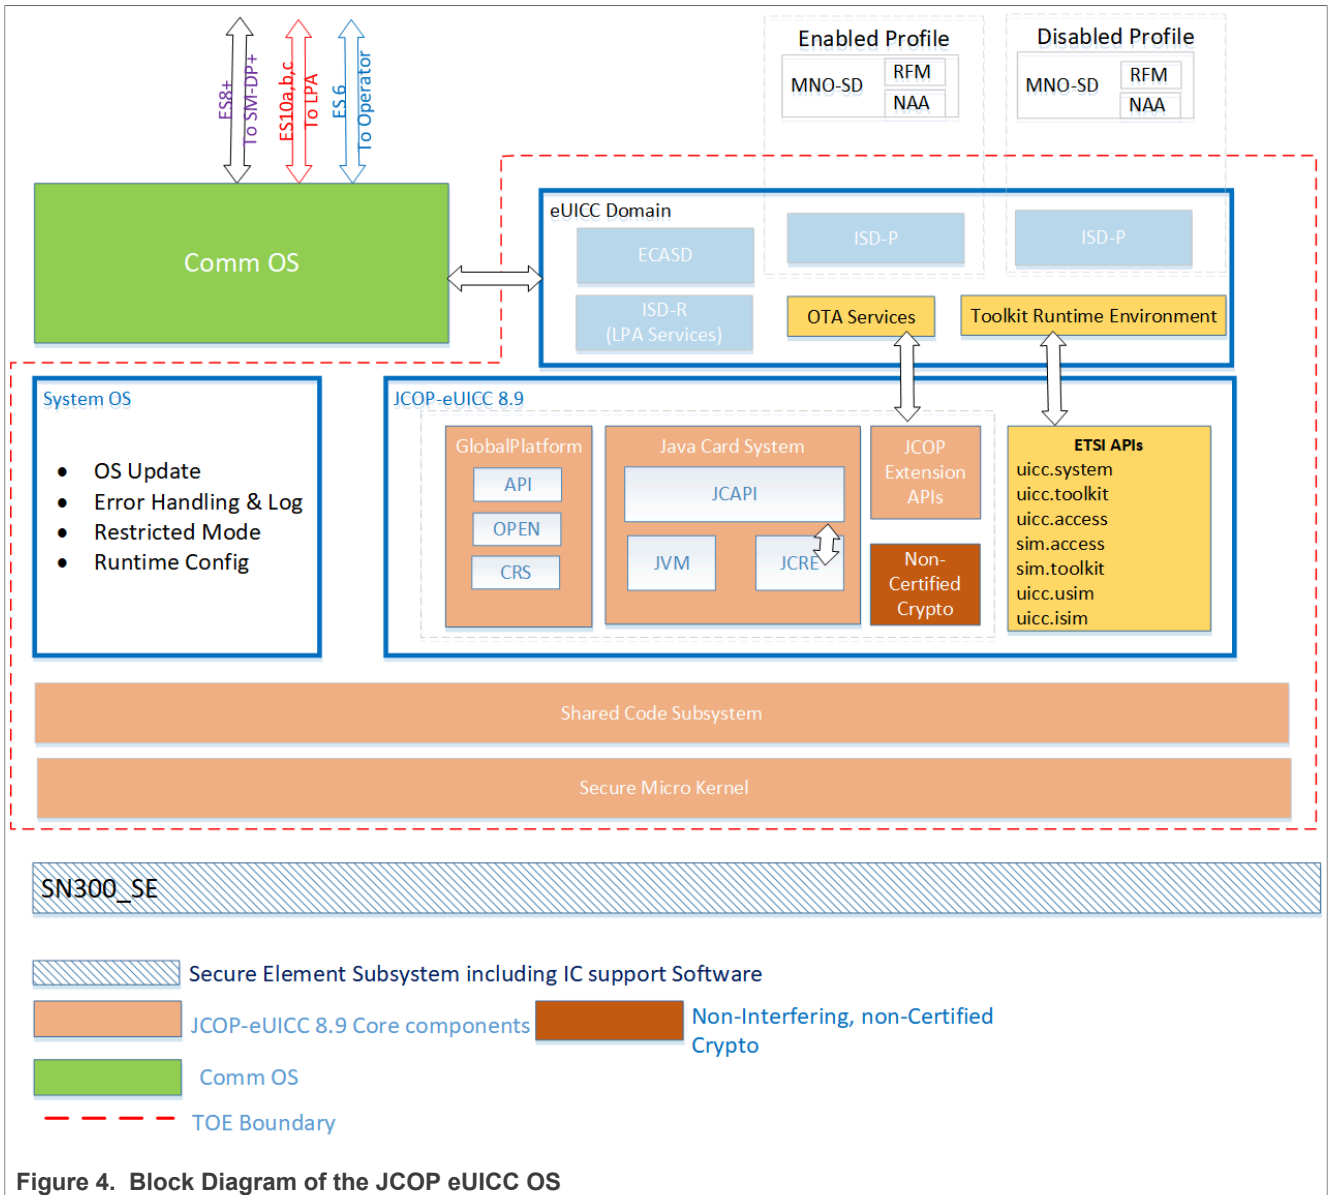 ES8+
To SM-DP+
ES10a,b,c
To LPA
ES 6
To Operator
Enabled Profile
MNO-SD
RFM
NAA
Disabled Profile
MNO-SD
RFM
NAA
Comm OS
eUICC Domain
ECASD
ISD-P
ISD-P
ISD-R
(LPA Services)
OTA Services
Toolkit Runtime Environment
System OS
• OS Update
• Error Handling & Log
• Restricted Mode
• Runtime Config
JCOP-eUICC 8.9
GlobalPlatform
API
OPEN
CRS
Java Card System
JCAPI
JVM
JCRE
JCOP
Extension
APIs
Non-
Certified
Crypto
ETSI APIs
uicc.system
uicc.toolkit
uicc.access
sim.access
sim.toolkit
uicc.usim
uicc.isim
Shared Code Subsystem
Secure Micro Kernel
SN300_SE
Secure Element Subsystem including IC support Software
JCOP-eUICC 8.9 Core components
Non-Interfering, non-Certified
Crypto
Comm OS
TOE Boundary
Figure 4. Block Diagram of the JCOP eUICC OS